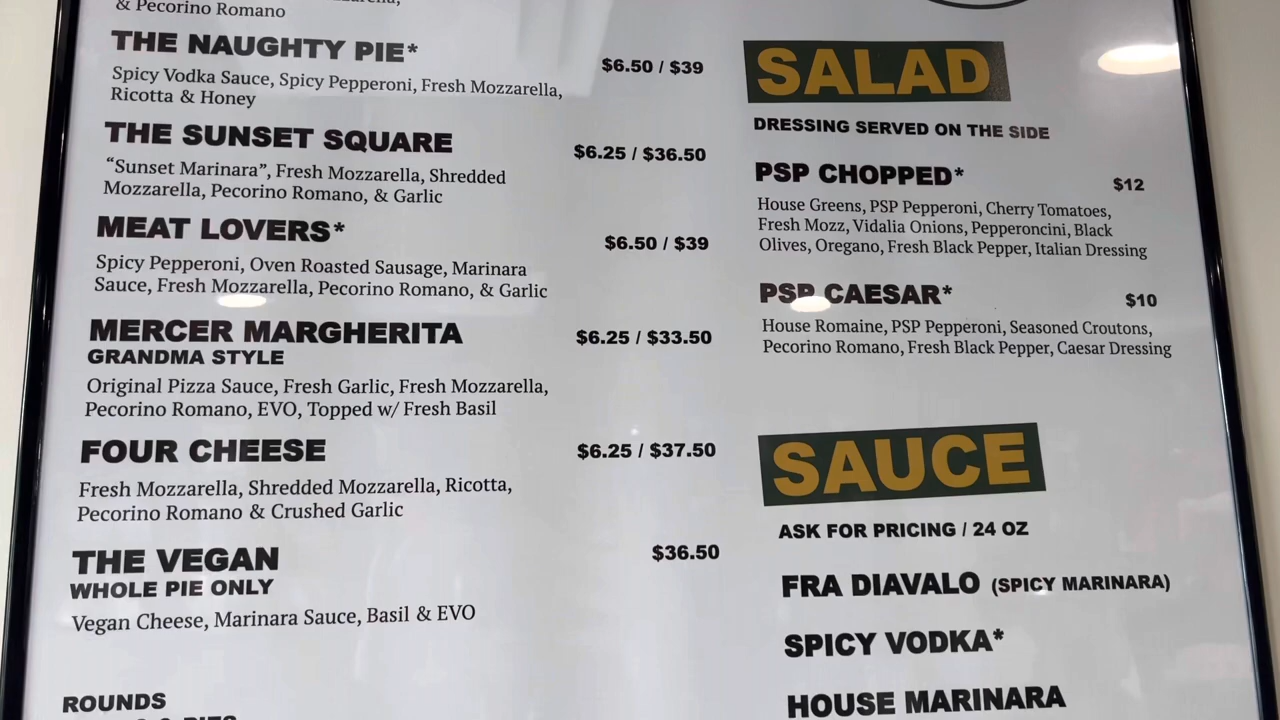 & Pecorino Romano
THE NAUGHTY PIE*
$6.50 / $39
Spicy Vodka Sauce, Spicy Pepperoni, Fresh Mozzarella,
Ricotta & Honey
THE SUNSET SQUARE
$6.25 / $36.50
“Sunset Marinara”, Fresh Mozzarella, Shredded
Mozzarella, Pecorino Romano, & Garlic
MEAT LOVERS*
$6.50 / $39
Spicy Pepperoni, Oven Roasted Sausage, Marinara
Sauce, Fresh Mozzarella, Pecorino Romano, & Garlic
MERCER MARGHERITA
$6.25 / $33.50
GRANDMA STYLE
Original Pizza Sauce, Fresh Garlic, Fresh Mozzarella,
Pecorino Romano, EVO, Topped w/ Fresh Basil
FOUR CHEESE
$6.25 / $37.50
Fresh Mozzarella, Shredded Mozzarella, Ricotta,
Pecorino Romano & Crushed Garlic
THE VEGAN
$36.50
WHOLE PIE ONLY
Vegan Cheese, Marinara Sauce, Basil & EVO
ROUNDS
SALAD
DRESSING SERVED ON THE SIDE
PSP CHOPPED*
$12
House Greens, PSP Pepperoni, Cherry Tomatoes,
Fresh Mozz, Vidalia Onions, Pepperoncini, Black
Olives, Oregano, Fresh Black Pepper, Italian Dressing
PSP CAESAR*
$10
House Romaine, PSP Pepperoni, Seasoned Croutons,
Pecorino Romano, Fresh Black Pepper, Caesar Dressing
SAUCE
ASK FOR PRICING / 24 OZ
FRA DIAVALO (SPICY MARINARA)
SPICY VODKA*
HOUSE MARINARA